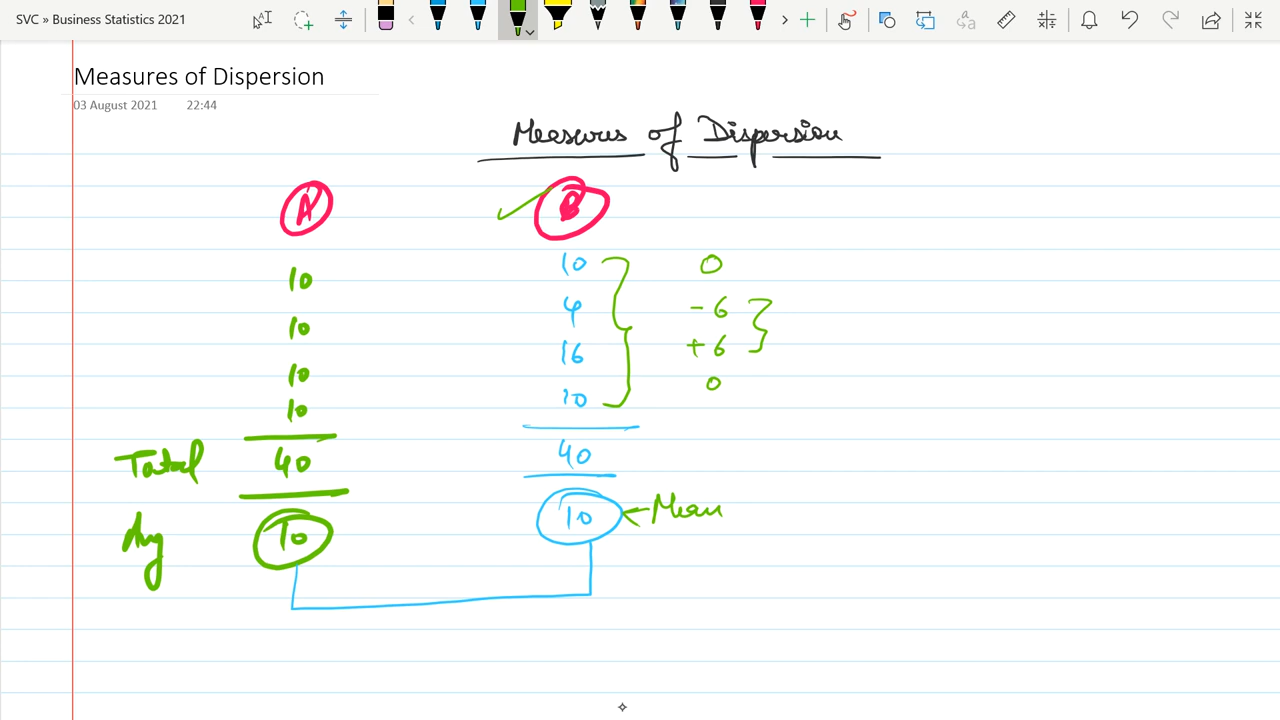 SVC » Business Statistics 2021
Measures of Dispersion
03 August 2021 22:44
Measures of Dispersion
A B
10 10 0
10 4 -6
10 16 +6
10 10 0
Total 40 40
Avg 10 10 ← Mean